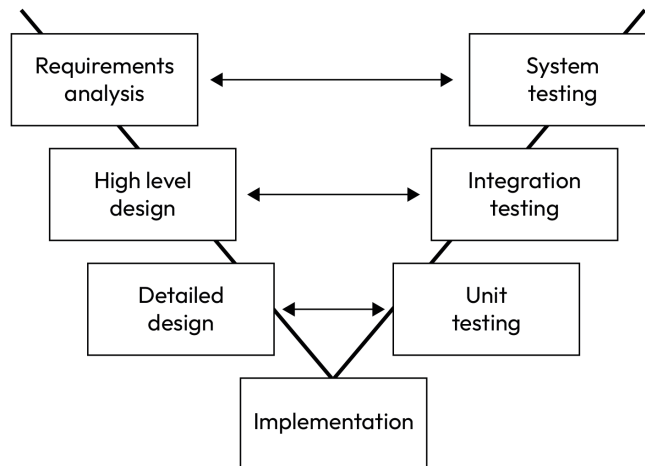 Requirements
analysis
System
testing
High level
design
Integration
testing
Detailed
design
Unit
testing
Implementation